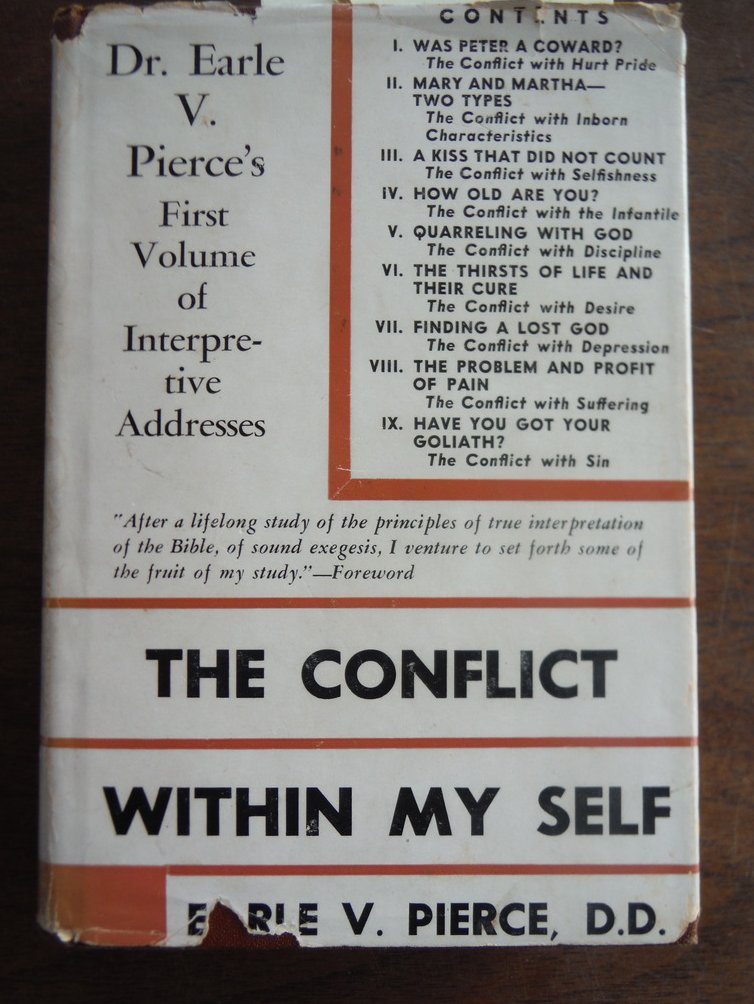 Dr. Earle
V.
Pierce's
First
Volume
of
Interpre-
tive
Addresses
CONTENTS
I. WAS PETER A COWARD?
The Conflict with Hurt Pride
II. MARY AND MARTHA—
TWO TYPES
The Conflict with Inborn
Characteristics
III. A KISS THAT DID NOT COUNT
The Conflict with Selfishness
IV. HOW OLD ARE YOU?
The Conflict with the Infantile
V. QUARRELING WITH GOD
The Conflict with Discipline
VI. THE THIRSTS OF LIFE AND
THEIR CURE
The Conflict with Desire
VII. FINDING A LOST GOD
The Conflict with Depression
VIII. THE PROBLEM AND PROFIT
OF PAIN
The Conflict with Suffering
IX. HAVE YOU GOT YOUR
GOLIATH?
The Conflict with Sin
"After a lifelong study of the principles of true interpretation
of the Bible, of sound exegesis, I venture to set forth some of
the fruit of my study."—Foreword
THE CONFLICT
WITHIN MY SELF
EARLE V. PIERCE, D.D.